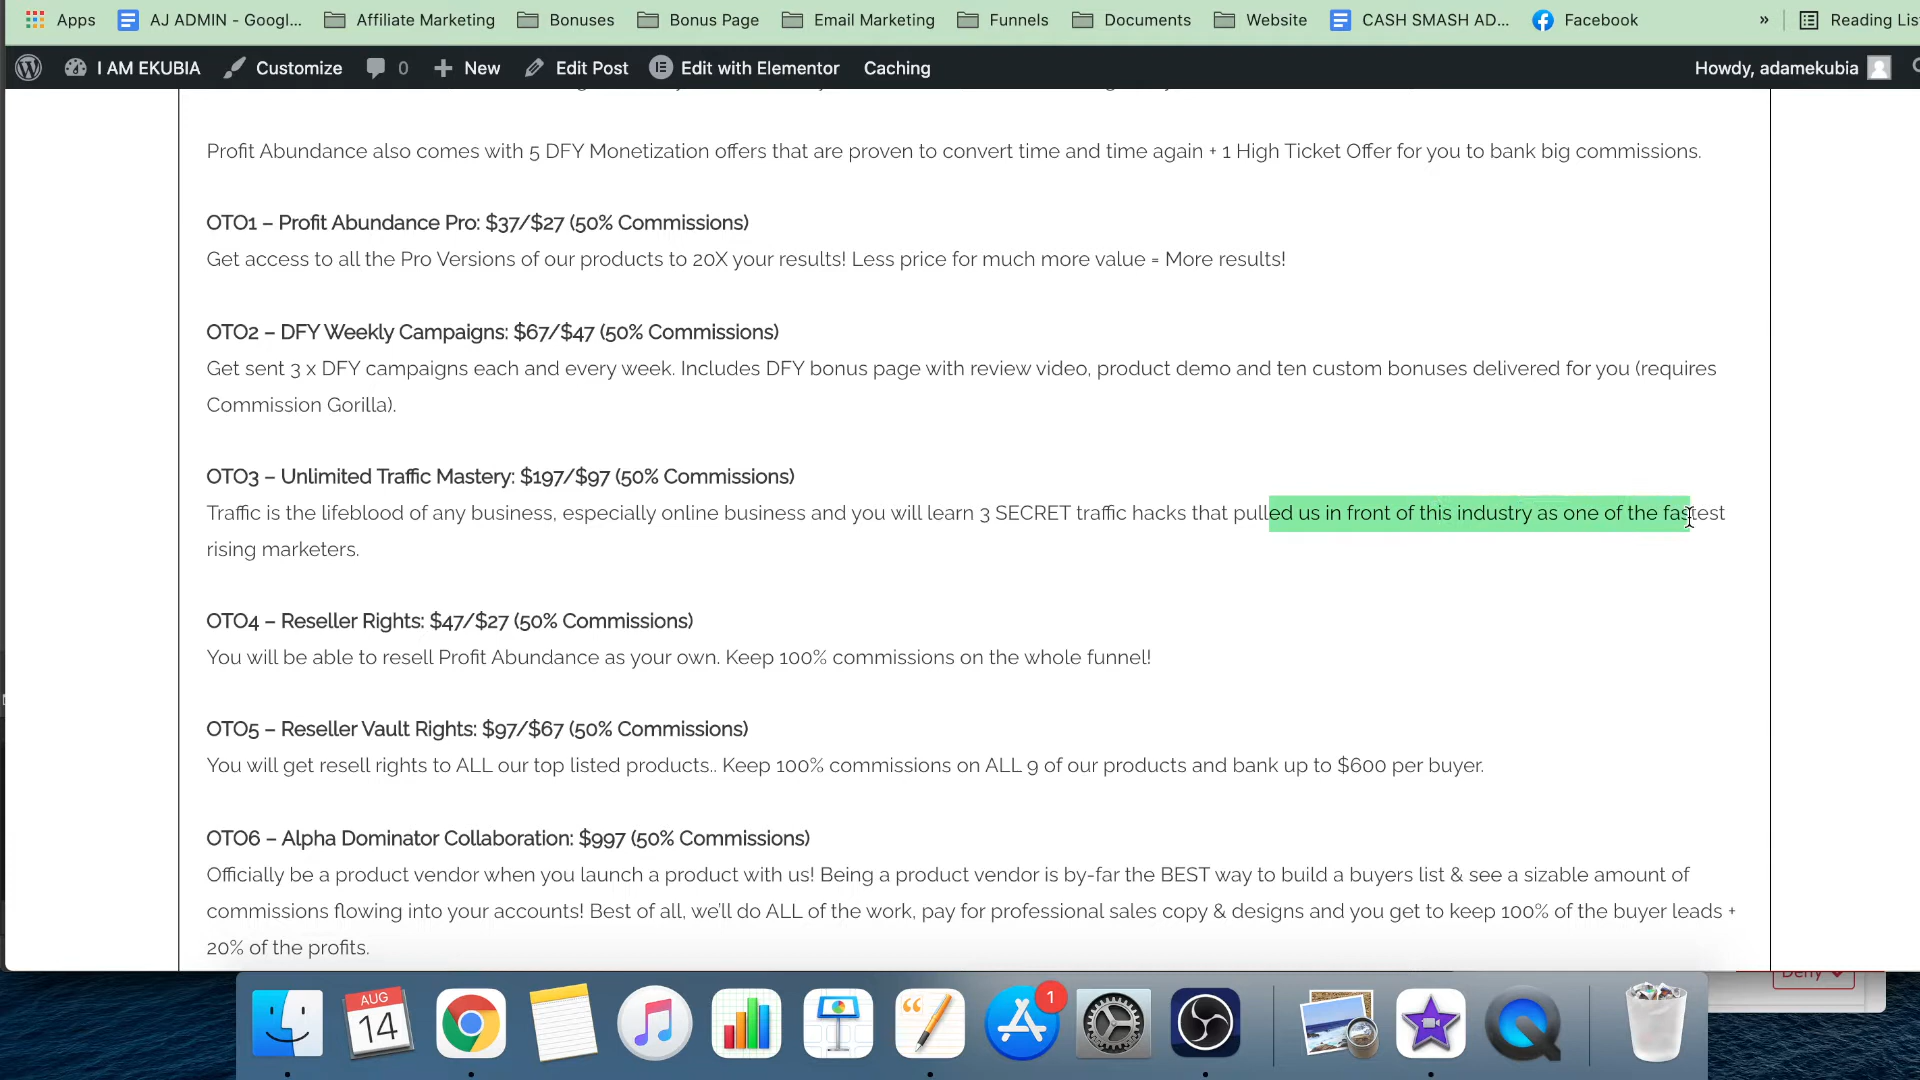 Apps
AJ ADMIN - Googl...
Affiliate Marketing
Bonuses
Bonus Page
Email Marketing
Funnels
Documents
Website
CASH SMASH AD...
Facebook
»
Reading Lis
I AM EKUBIA
Customize
0
New
Edit Post
Edit with Elementor
Caching
Howdy, adamekubia
Profit Abundance also comes with 5 DFY Monetization offers that are proven to convert time and time again + 1 High Ticket Offer for you to bank big commissions.
OTO1 – Profit Abundance Pro: $37/$27 (50% Commissions)
Get access to all the Pro Versions of our products to 20X your results! Less price for much more value = More results!
OTO2 – DFY Weekly Campaigns: $67/$47 (50% Commissions)
Get sent 3 x DFY campaigns each and every week. Includes DFY bonus page with review video, product demo and ten custom bonuses delivered for you (requires
Commission Gorilla).
OTO3 – Unlimited Traffic Mastery: $197/$97 (50% Commissions)
Traffic is the lifeblood of any business, especially online business and you will learn 3 SECRET traffic hacks that pulled us in front of this industry as one of the fastest
rising marketers.
OTO4 – Reseller Rights: $47/$27 (50% Commissions)
You will be able to resell Profit Abundance as your own. Keep 100% commissions on the whole funnel!
OTO5 – Reseller Vault Rights: $97/$67 (50% Commissions)
You will get resell rights to ALL our top listed products.. Keep 100% commissions on ALL 9 of our products and bank up to $600 per buyer.
OTO6 – Alpha Dominator Collaboration: $997 (50% Commissions)
Officially be a product vendor when you launch a product with us! Being a product vendor is by-far the BEST way to build a buyers list & see a sizable amount of
commissions flowing into your accounts! Best of all, we'll do ALL of the work, pay for professional sales copy & designs and you get to keep 100% of the buyer leads +
20% of the profits.
Deny
AUG
14
1